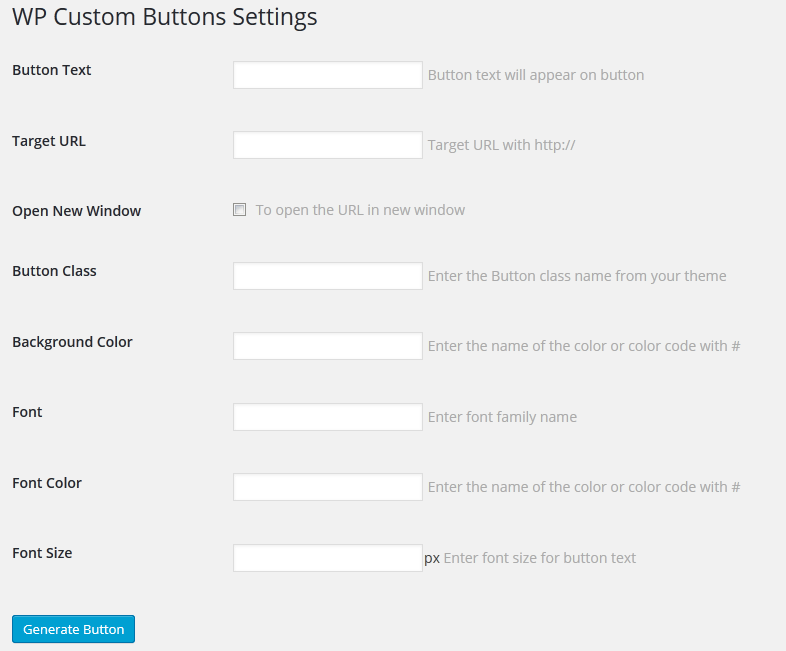 WP Custom Buttons Settings
Button Text Button text will appear on button
Target URL Target URL with http://
Open New Window To open the URL in new window
Button Class Enter the Button class name from your theme
Background Color Enter the name of the color or color code with #
Font Enter font family name
Font Color Enter the name of the color or color code with #
Font Size px Enter font size for button text
Generate Button